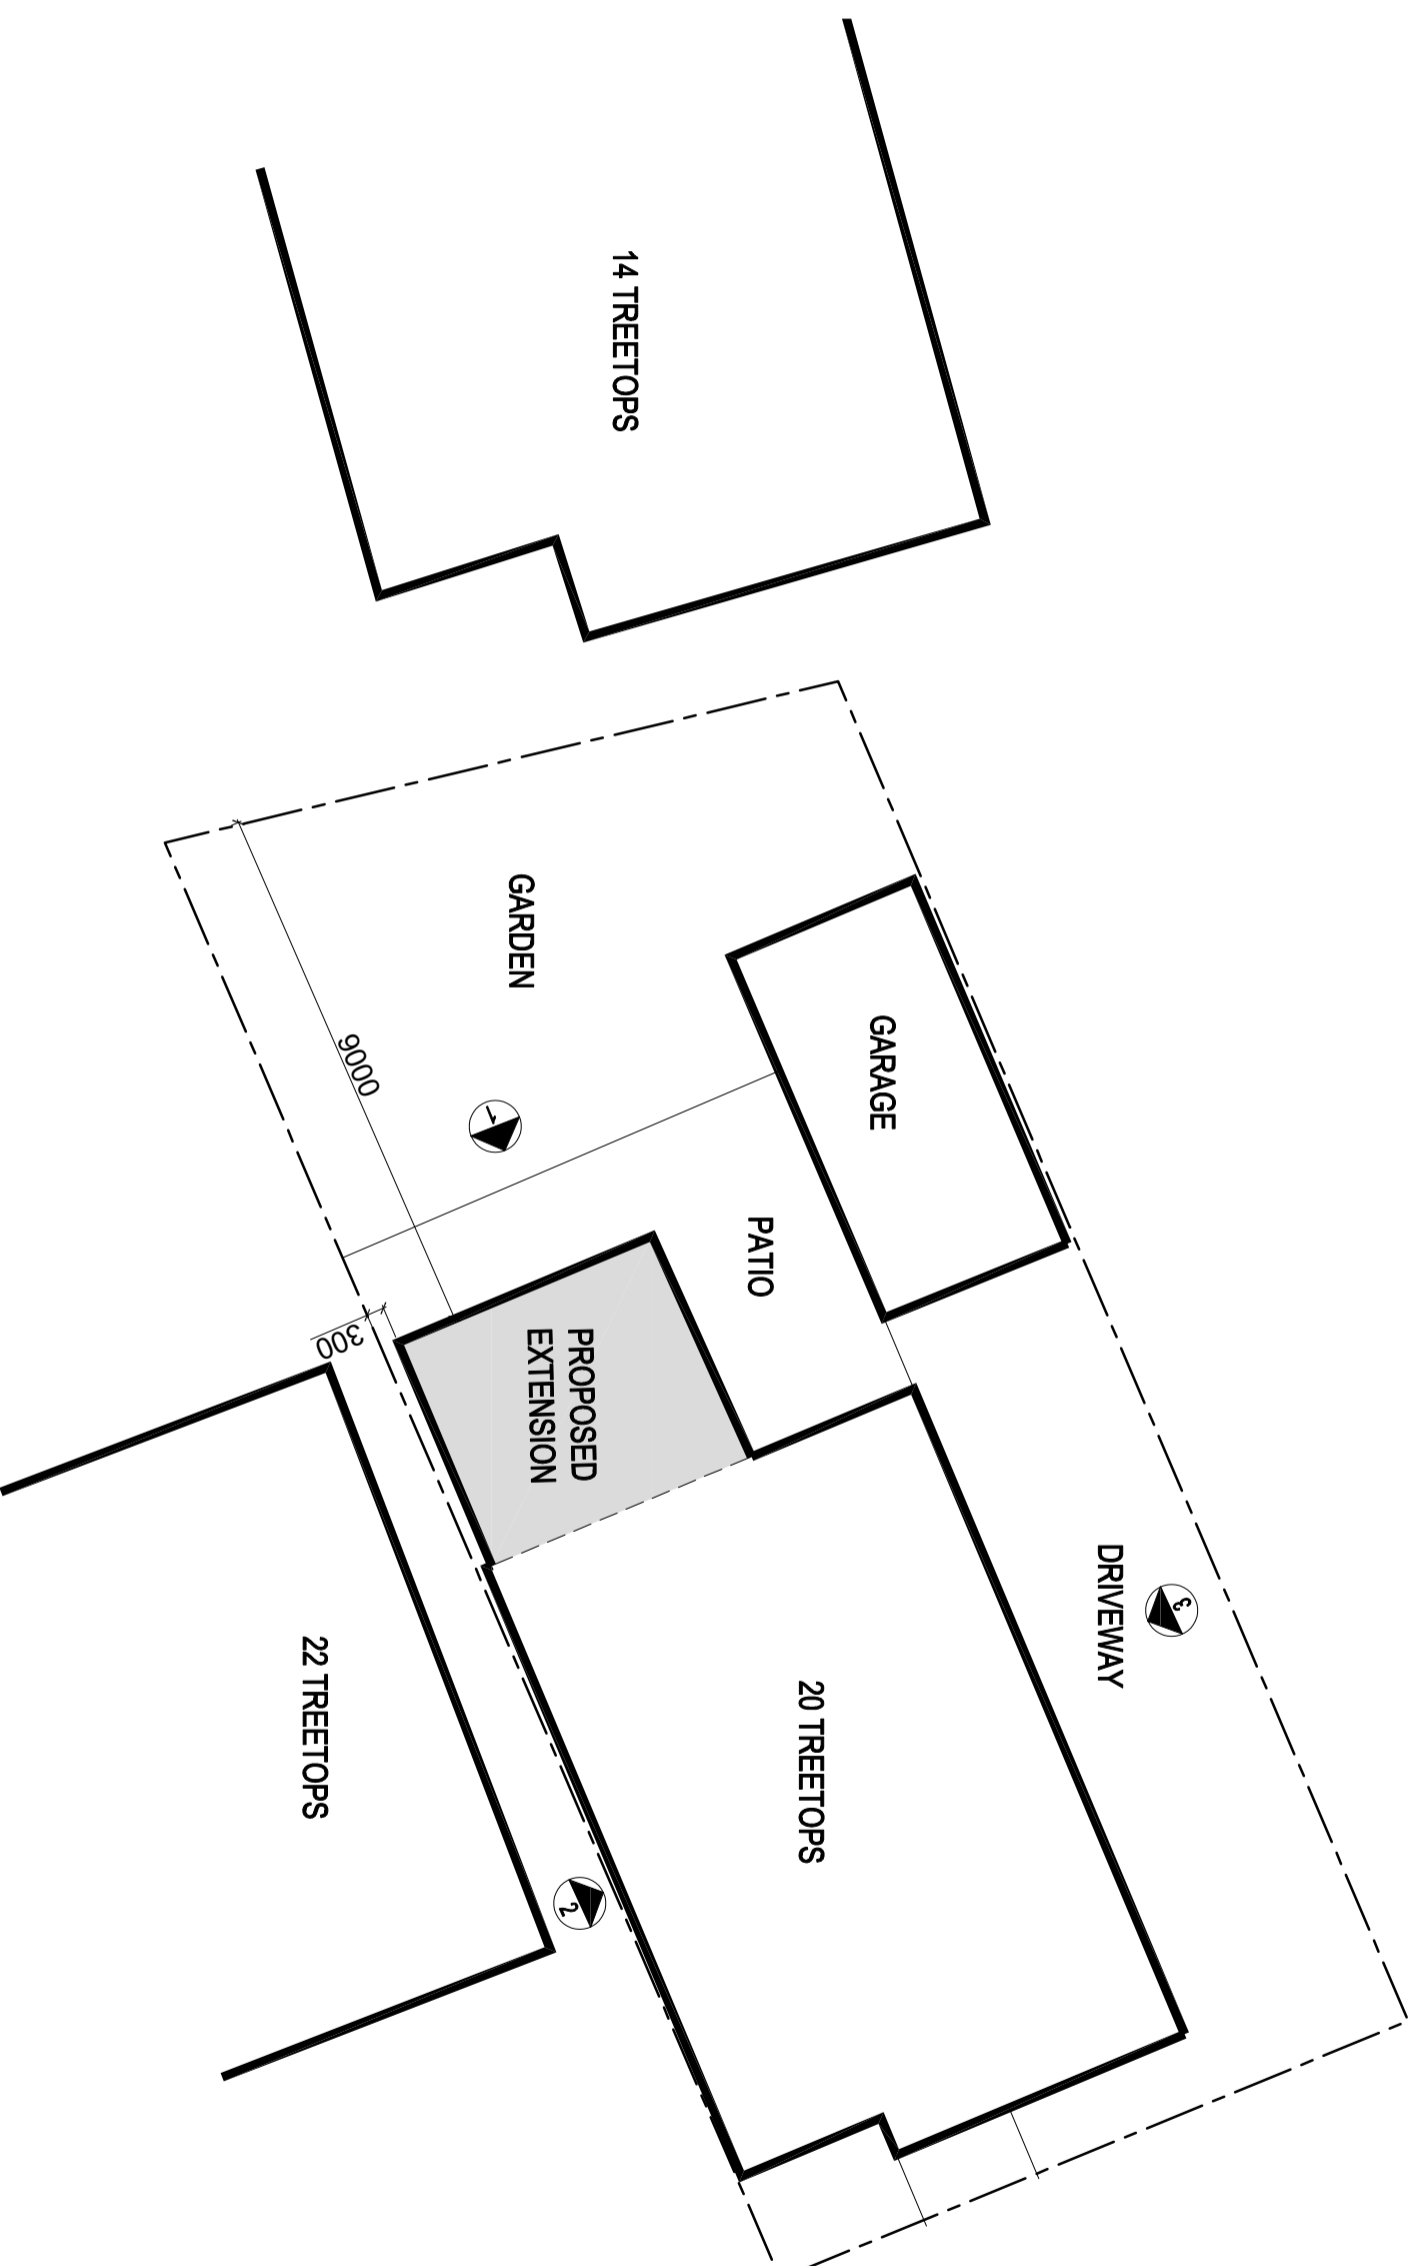 14 TREETOPS
GARDEN
GARAGE
9000
1
PATIO
300
PROPOSED
EXTENSION
DRIVEWAY
3
22 TREETOPS
20 TREETOPS
2